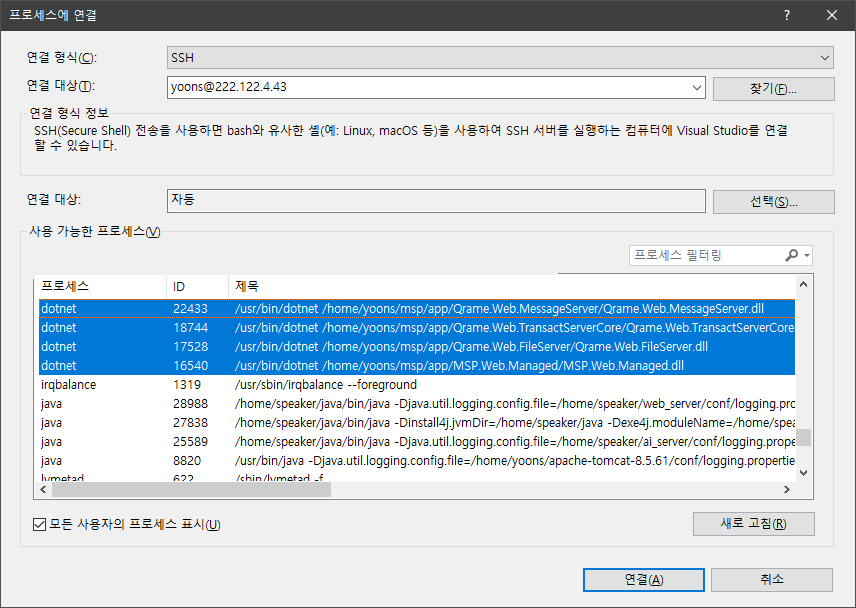 프로세스에 연결
연결 형식(C):
SSH
연결 대상(T):
yoons@222.122.4.43
찾기(F)...
연결 형식 정보
SSH(Secure Shell) 전송을 사용하면 bash와 유사한 셸(예: Linux, macOS 등)을 사용하여 SSH 서버를 실행하는 컴퓨터에 Visual Studio를 연결
할 수 있습니다.
연결 대상:
자동
선택(S)...
사용 가능한 프로세스(V)
프로세스 필터링
프로세스 ID 제목
dotnet 22433 /usr/bin/dotnet /home/yoons/msp/app/Qrame.Web.MessageServer/Qrame.Web.MessageServer.dll
dotnet 18744 /usr/bin/dotnet /home/yoons/msp/app/Qrame.Web.TransactServerCore/Qrame.Web.TransactServerCore
dotnet 17528 /usr/bin/dotnet /home/yoons/msp/app/Qrame.Web.FileServer/Qrame.Web.FileServer.dll
dotnet 16540 /usr/bin/dotnet /home/yoons/msp/app/MSP.Web.Managed/MSP.Web.Managed.dll
irqbalance 1319 /usr/sbin/irqbalance --foreground
java 28988 /home/speaker/java/bin/java -Djava.util.logging.config.file=/home/speaker/web_server/conf/logging.pro
java 27838 /home/speaker/java/bin/java -Dinstall4j.jvmDir=/home/speaker/java -Dexe4j.moduleName=/home/spea
java 25589 /home/speaker/java/bin/java -Djava.util.logging.config.file=/home/speaker/ai_server/conf/logging.prope
java 8820 /usr/bin/java -Djava.util.logging.config.file=/home/yoons/apache-tomcat-8.5.61/conf/logging.propertie
lvmetad 622 /sbin/lvmetad -f
모든 사용자의 프로세스 표시(U)
새로 고침(R)
연결(A)
취소